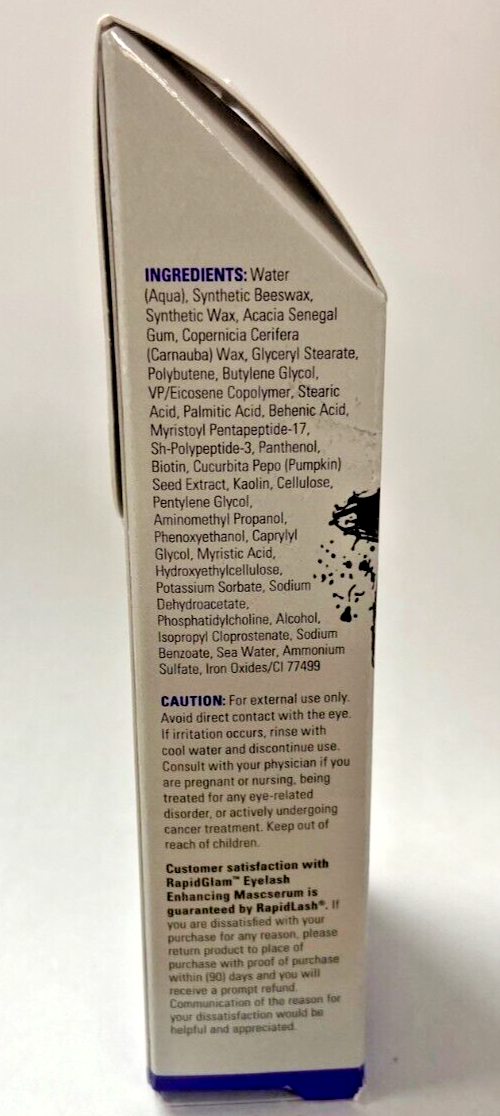 INGREDIENTS: Water
(Aqua), Synthetic Beeswax,
Synthetic Wax, Acacia Senegal
Gum, Copernicia Cerifera
(Carnauba) Wax, Glyceryl Stearate,
Polybutene, Butylene Glycol,
VP/Eicosene Copolymer, Stearic
Acid, Palmitic Acid, Behenic Acid,
Myristoyl Pentapeptide-17,
Sh-Polypeptide-3, Panthenol,
Biotin, Cucurbita Pepo (Pumpkin)
Seed Extract, Kaolin, Cellulose,
Pentylene Glycol,
Aminomethyl Propanol,
Phenoxyethanol, Caprylyl
Glycol, Myristic Acid,
Hydroxyethylcellulose,
Potassium Sorbate, Sodium
Dehydroacetate,
Phosphatidylcholine, Alcohol,
Isopropyl Cloprostenate, Sodium
Benzoate, Sea Water, Ammonium
Sulfate, Iron Oxides/CI 77499
CAUTION: For external use only.
Avoid direct contact with the eye.
If irritation occurs, rinse with
cool water and discontinue use.
Consult with your physician if you
are pregnant or nursing, being
treated for any eye-related
disorder, or actively undergoing
cancer treatment. Keep out of
reach of children.
Customer satisfaction with
RapidGlam™ Eyelash
Enhancing Mascserum is
guaranteed by RapidLash®. If
you are dissatisfied with your
purchase for any reason, please
return product to place of
purchase with proof of purchase
within (90) days and you will
receive a prompt refund.
Communication of the reason for
your dissatisfaction would be
helpful and appreciated.